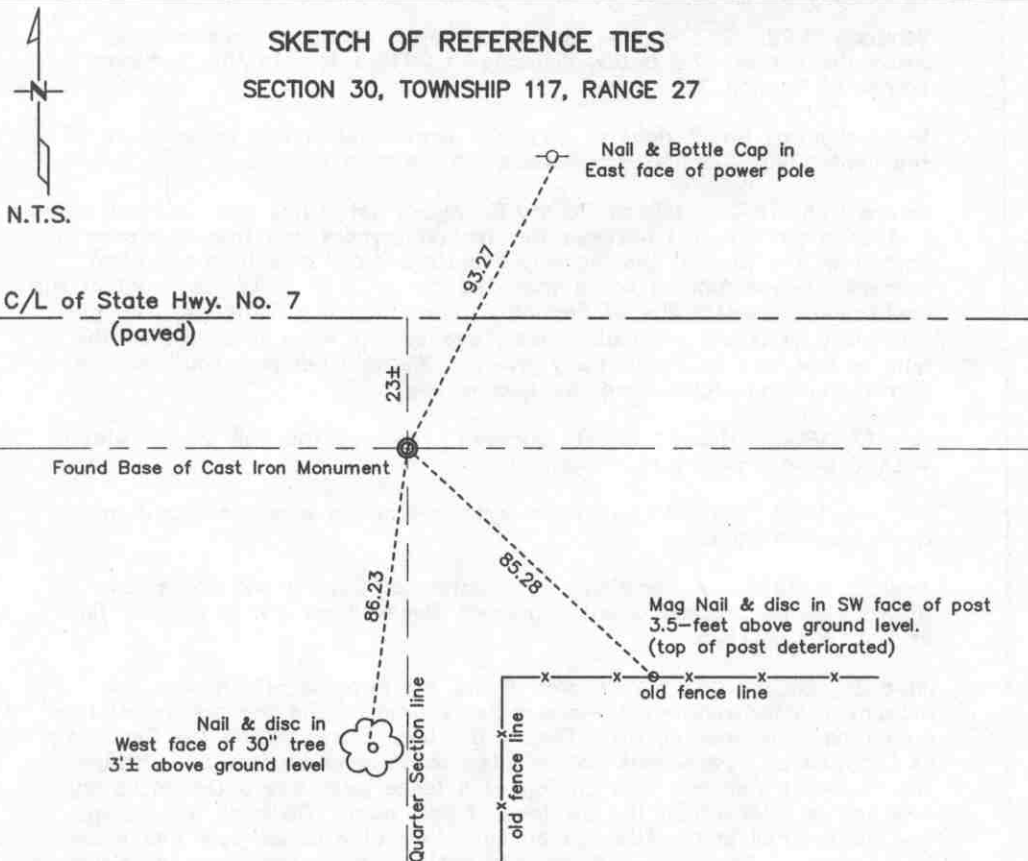 SKETCH OF REFERENCE TIES
SECTION 30, TOWNSHIP 117, RANGE 27
N
N.T.S.
Nail & Bottle Cap in
East face of power pole
93.27
C/L of State Hwy. No. 7
(paved)
23±
Found Base of Cast Iron Monument
86.23
85.28
Mag Nail & disc in SW face of post
3.5-feet above ground level.
(top of post deteriorated)
old fence line
Nail & disc in
West face of 30" tree
3'± above ground level
Quarter Section line
old fence line